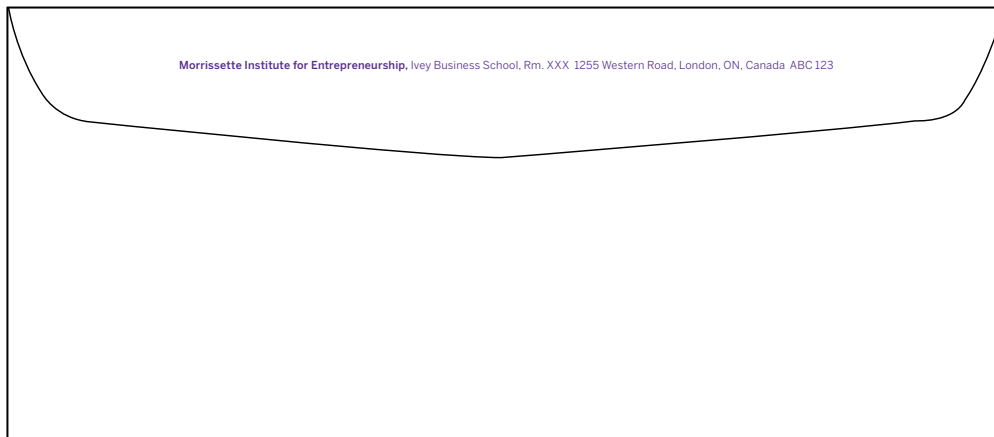 Morrissette Institute for Entrepreneurship, Ivey Business School, Rm. XXX 1255 Western Road, London, ON, Canada ABC 123